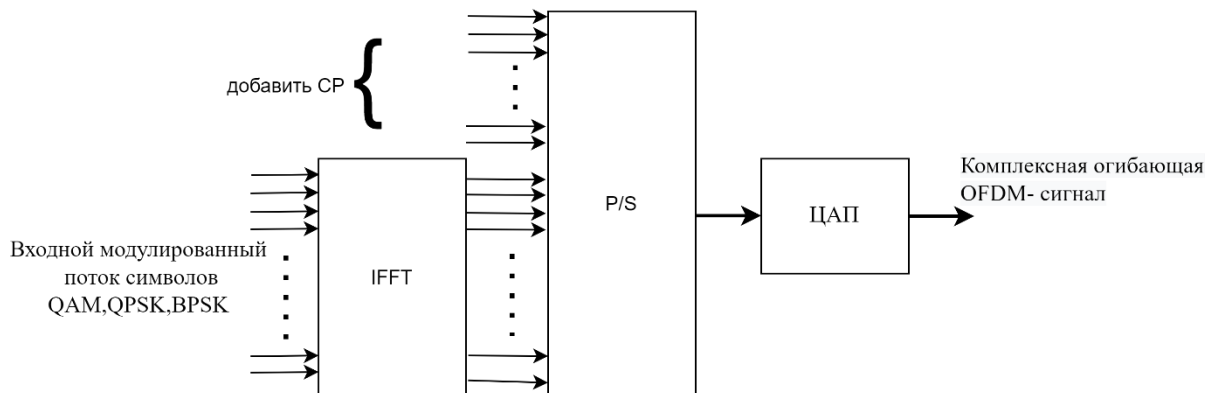 добавить CP
Входной модулированный
поток символов
QAM,QPSK,BPSK
IFFT
P/S
ЦАП
Комплексная огибающая
OFDM- сигнал